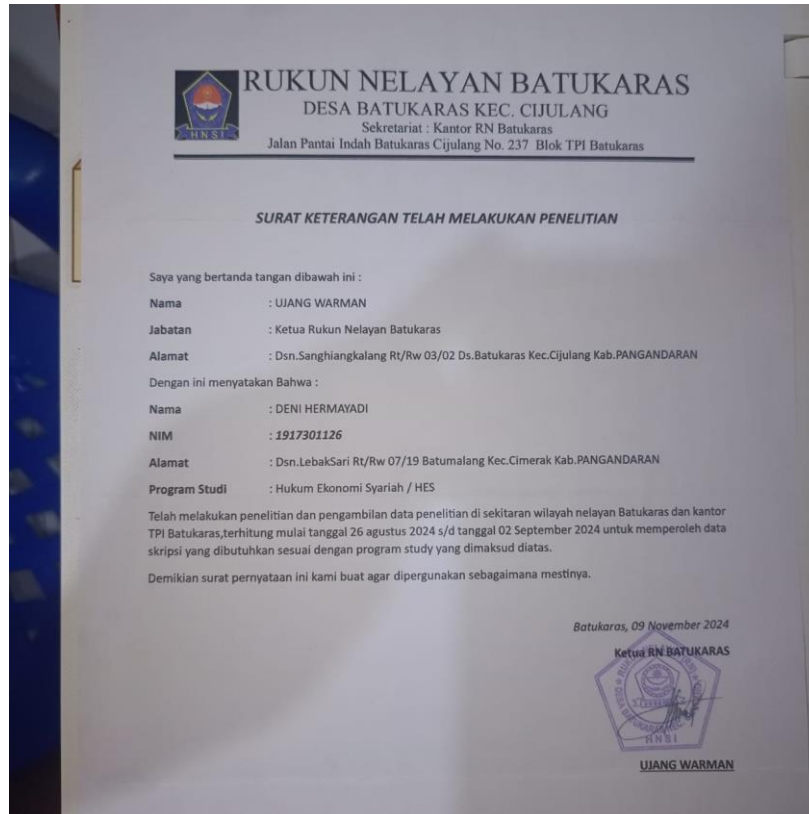 RUKUN NELAYAN BATUKARAS
DESA BATUKARAS KEC. CIJULANG
Sekretariat : Kantor RN Batukaras
Jalan Pantai Indah Batukaras Cijulang No. 237 Blok TPI Batukaras
HNSI
SURAT KETERANGAN TELAH MELAKUKAN PENELITIAN
Saya yang bertanda tangan dibawah ini :
Nama : UJANG WARMAN
Jabatan : Ketua Rukun Nelayan Batukaras
Alamat : Dsn.Sanghiangkalang Rt/Rw 03/02 Ds.Batukaras Kec.Cijulang Kab.PANGANDARAN
Dengan ini menyatakan Bahwa :
Nama : DENI HERMAYADI
NIM : 1917301126
Alamat : Dsn.LebakSari Rt/Rw 07/19 Batumalang Kec.Cimerak Kab.PANGANDARAN
Program Studi : Hukum Ekonomi Syariah / HES
Telah melakukan penelitian dan pengambilan data penelitian di sekitaran wilayah nelayan Batukaras dan kantor
TPI Batukaras,terhitung mulai tanggal 26 agustus 2024 s/d tanggal 02 September 2024 untuk memperoleh data
skripsi yang dibutuhkan sesuai dengan program study yang dimaksud diatas.
Demikian surat pernyataan ini kami buat agar dipergunakan sebagaimana mestinya.
Batukaras, 09 November 2024
Ketua RN BATUKARAS
HNSI
UJANG WARMAN